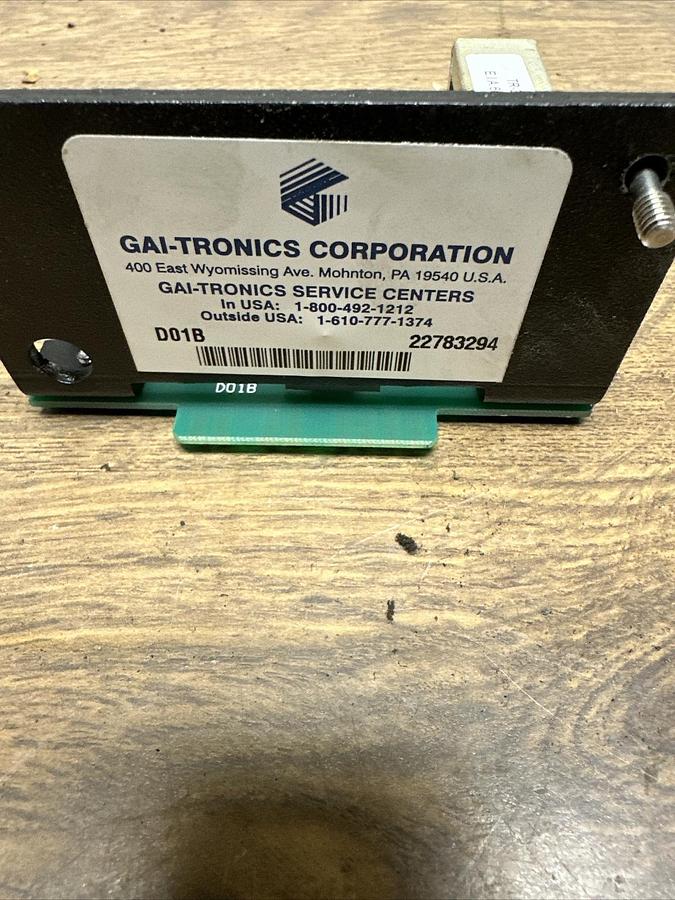 GAI-TRONICS CORPORATION
400 East Wyomissing Ave. Mohnton, PA 19540 U.S.A.
GAI-TRONICS SERVICE CENTERS
In USA: 1-800-492-1212
Outside USA: 1-610-777-1374
D01B 22783294
D01B